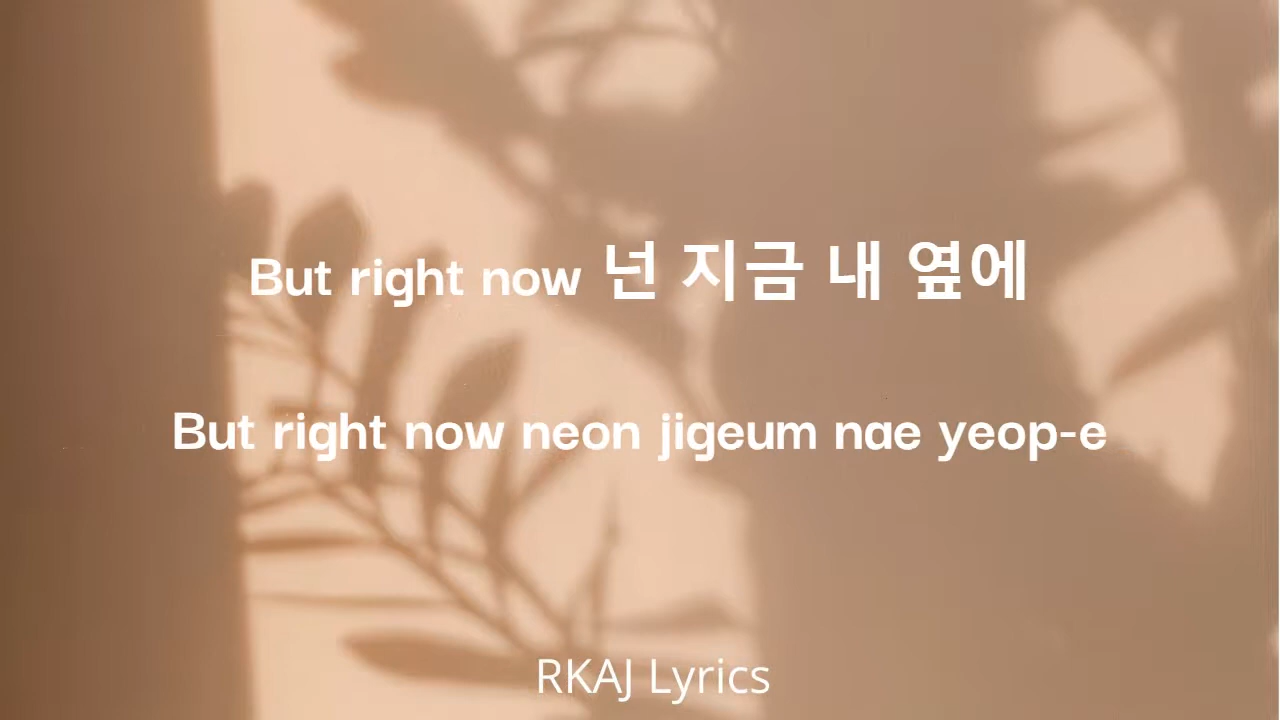 But right now 넌 지금 내 옆에
But right now neon jigeum nae yeop-e
RKAJ Lyrics